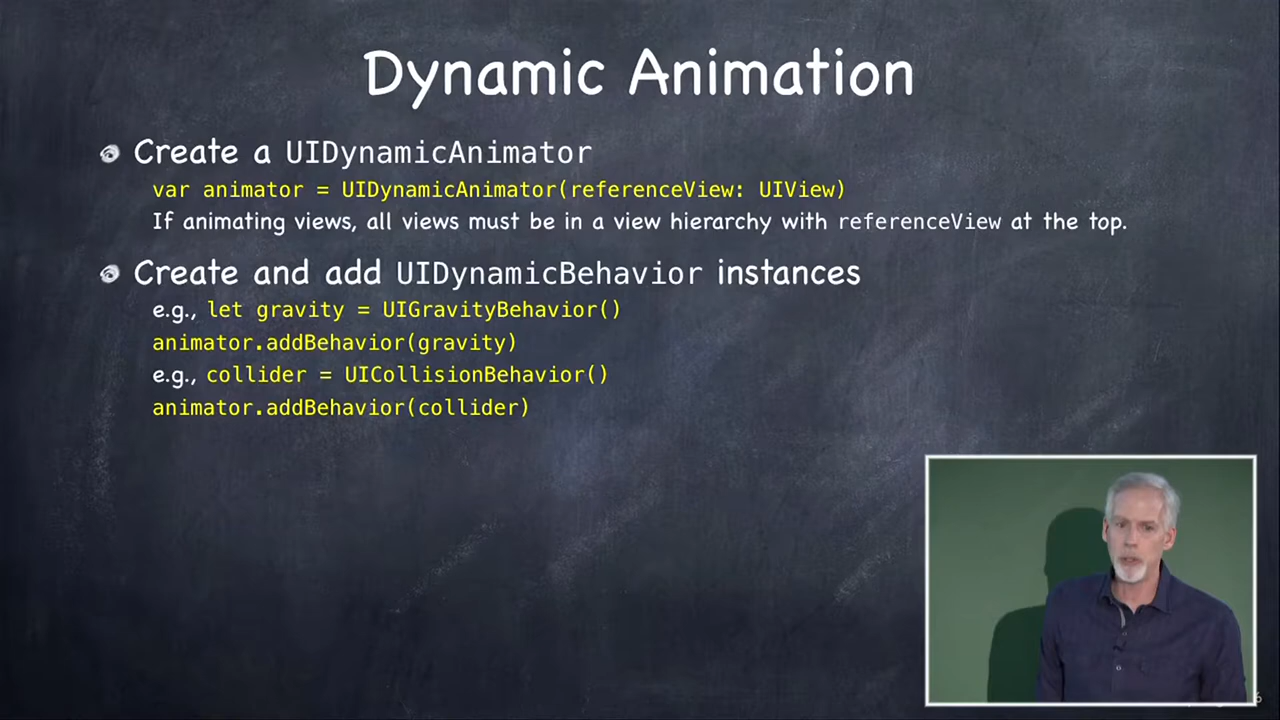 Dynamic Animation
Create a UIDynamicAnimator
var animator = UIDynamicAnimator(referenceView: UIView)
If animating views, all views must be in a view hierarchy with referenceView at the top.
Create and add UIDynamicBehavior instances
e.g., let gravity = UIGravityBehavior()
animator.addBehavior(gravity)
e.g., collider = UICollisionBehavior()
animator.addBehavior(collider)